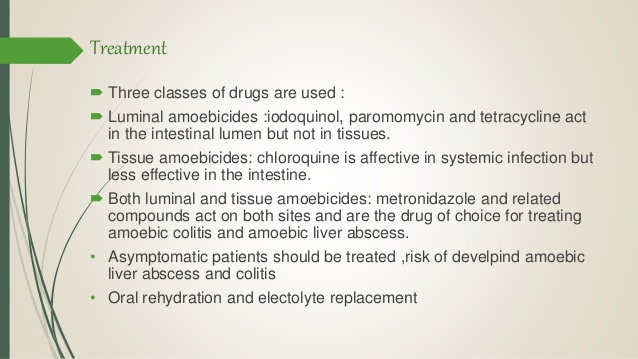 Treatment
Three classes of drugs are used :
Luminal amoebicides :iodoquinol, paromomycin and tetracycline act
in the intestinal lumen but not in tissues.
Tissue amoebicides: chloroquine is affective in systemic infection but
less effective in the intestine.
Both luminal and tissue amoebicides: metronidazole and related
compounds act on both sites and are the drug of choice for treating
amoebic colitis and amoebic liver abscess.
• Asymptomatic patients should be treated ,risk of develpind amoebic
liver abscess and colitis
• Oral rehydration and electolyte replacement